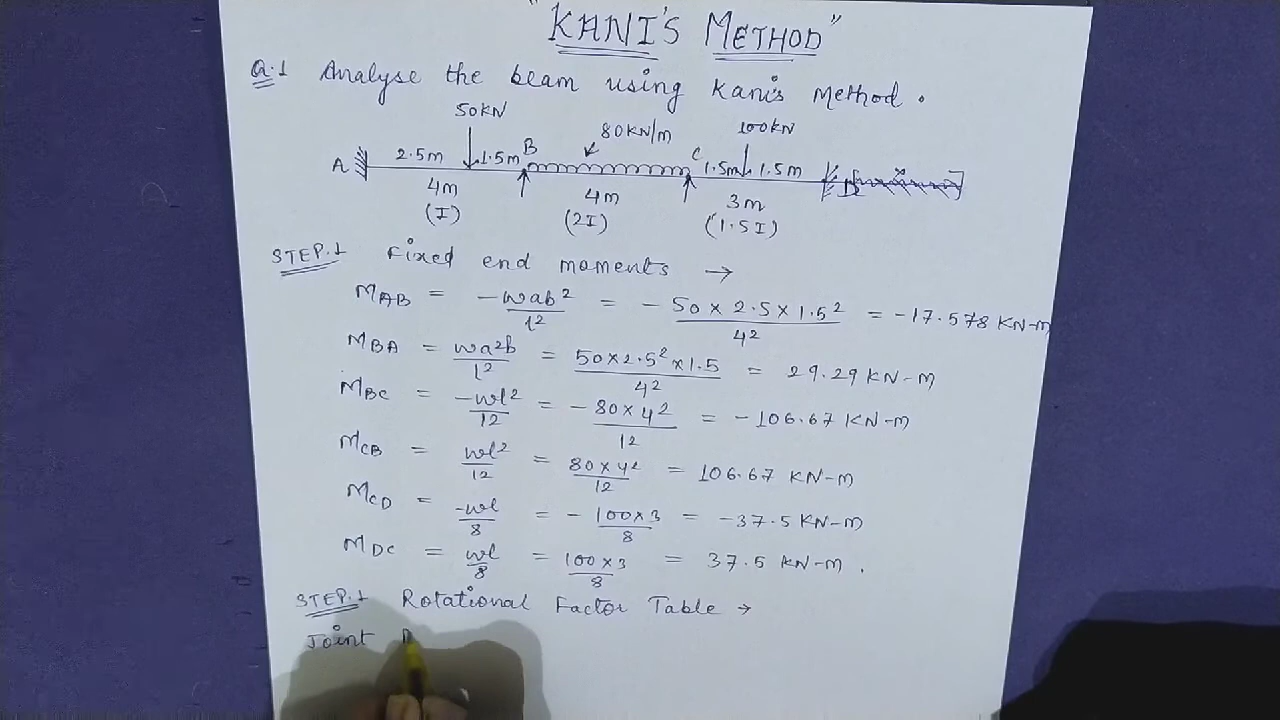 "KANI'S METHOD"
Q.1 Analyse the beam using Kani's Method.
50KN 80KN/m 100KN
A 2.5m 1.5m B C 1.5m 1.5m
4m 4m 3m
(I) (2I) (1.5I)
STEP.1 Fixed end moments →
MAB = -wab²/l² = - 50 × 2.5 × 1.5²/4² = -17.578 KN-m
MBA = wa²b/l² = 50×2.5²×1.5/4² = 29.29 KN-M
MBC = -wl²/12 = - 80×4²/12 = -106.67 KN-M
MCB = wl²/12 = 80×4²/12 = 106.67 KN-M
MCD = -wl/8 = - 100×3/8 = -37.5 KN-M
MDC = wl/8 = 100×3/8 = 37.5 KN-M.
STEP.1 Rotational Factor Table →
Joint